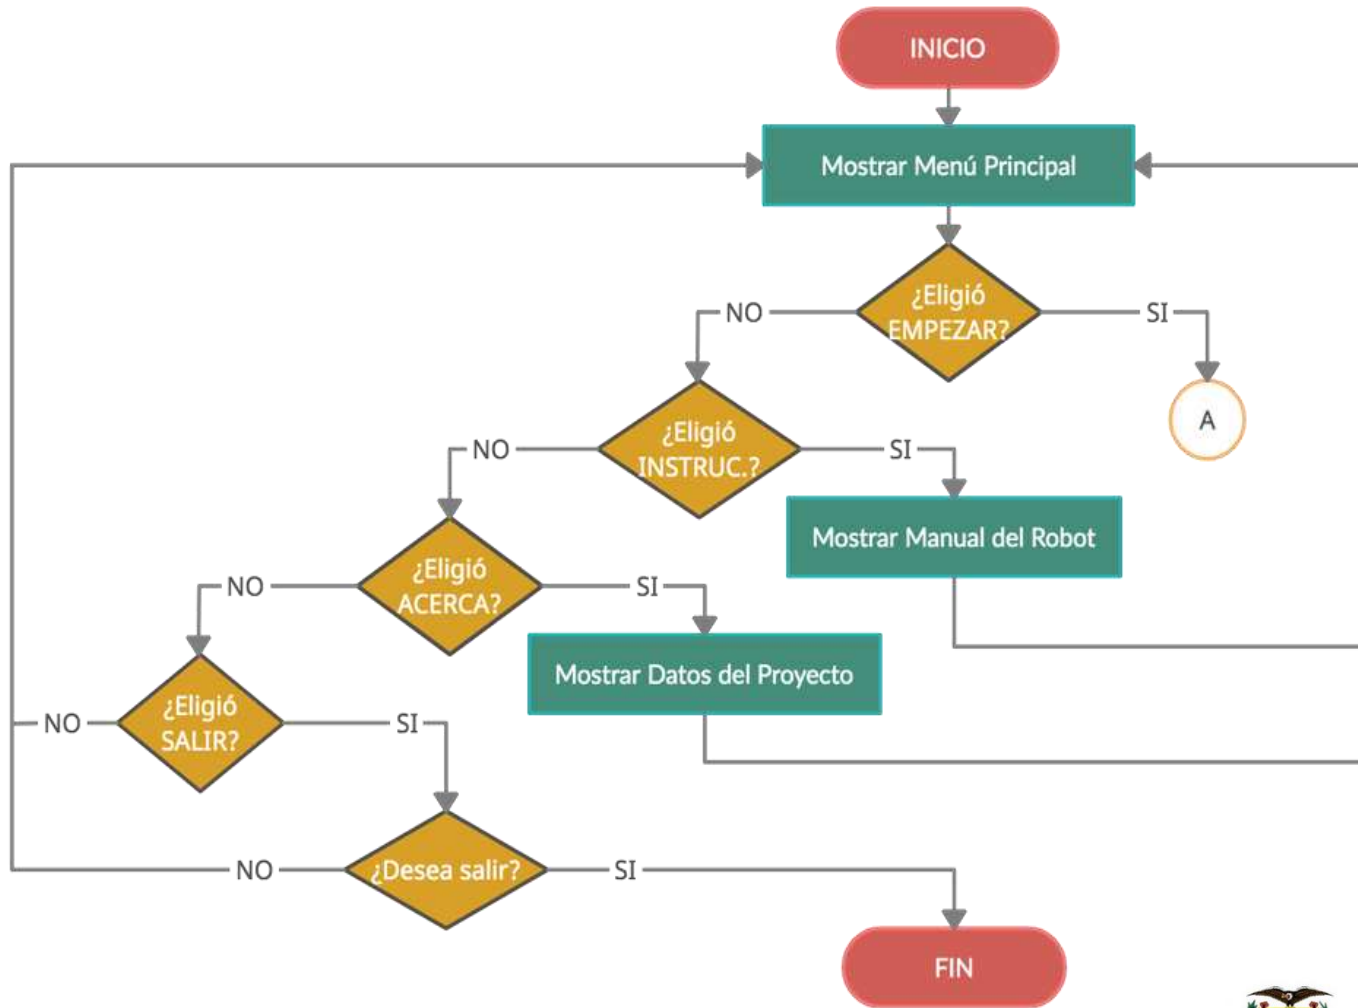 INICIO
Mostrar Menú Principal
¿Eligió
EMPEZAR?
NO
SI
A
¿Eligió
INSTRUC.?
NO
SI
Mostrar Manual del Robot
¿Eligió
ACERCA?
NO
SI
Mostrar Datos del Proyecto
¿Eligió
SALIR?
NO
SI
¿Desea salir?
NO
SI
FIN